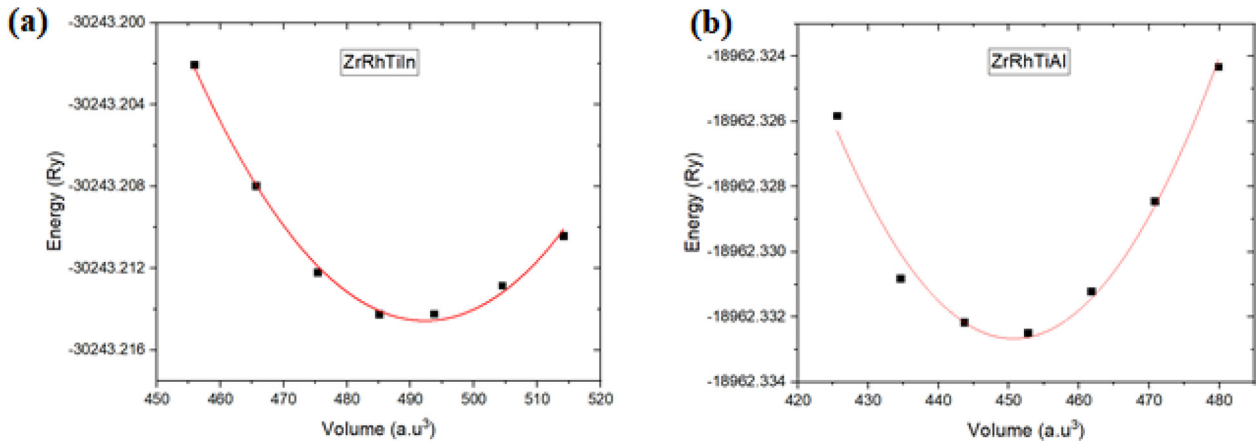 (a)
ZrRhTiIn
Energy (Ry)
-30243.200
-30243.204
-30243.208
-30243.212
-30243.216
450 460 470 480 490 500 510 520
Volume (a.u³)
(b)
ZrRhTiAl
Energy (Ry)
-18962.324
-18962.326
-18962.328
-18962.330
-18962.332
-18962.334
420 430 440 450 460 470 480
Volume (a.u³)